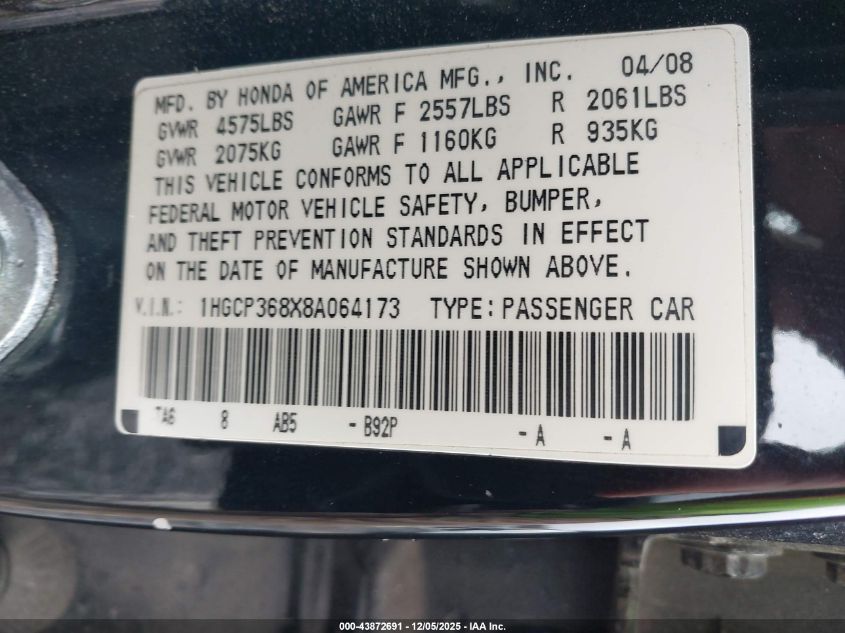 MFD. BY HONDA OF AMERICA MFG., INC. 04/08
GVWR 4575LBS GAWR F 2557LBS R 2061LBS
GVWR 2075KG GAWR F 1160KG R 935KG
THIS VEHICLE CONFORMS TO ALL APPLICABLE
FEDERAL MOTOR VEHICLE SAFETY, BUMPER,
AND THEFT PREVENTION STANDARDS IN EFFECT
ON THE DATE OF MANUFACTURE SHOWN ABOVE.
V.I.N.: 1HGCP368X8A064173 TYPE: PASSENGER CAR
TA6 8 AB5 - B92P - A - A
000-43872691 - 12/05/2025 - IAA Inc.